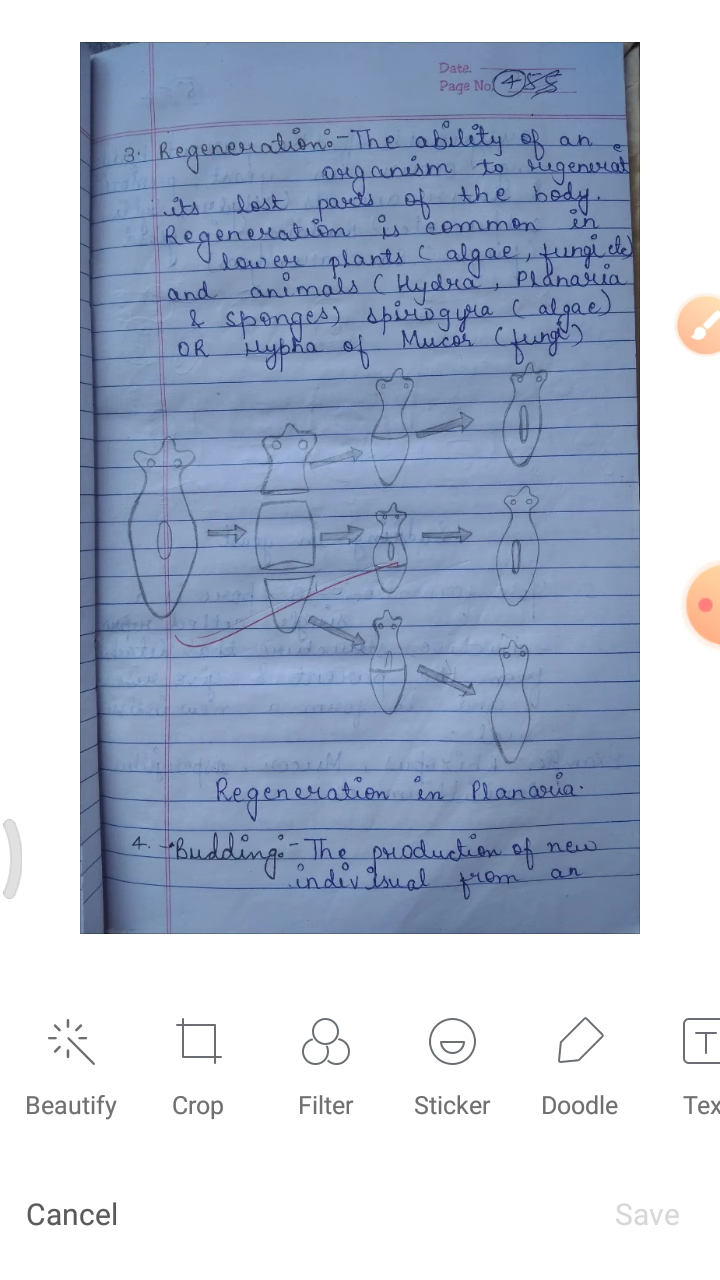 Date.
Page No. 4
3. Regeneration:- The ability of an
organism to regenerate
its lost parts of the body.
Regeneration is common in
lower plants ( algae, fungi etc)
and animals ( Hydra, Planaria
& sponges) spirogyra ( algae)
OR Hypha of Mucor ( fungi)
Regeneration in Planaria.
4. → Budding:- The production of new
indivisual from an
Beautify Crop Filter Sticker Doodle Tex
Cancel Save